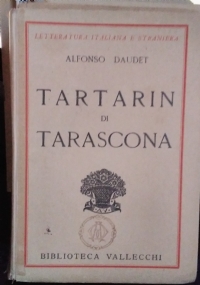 LETTERATURA ITALIANA E STRANIERA
ALFONSO DAUDET
TARTARIN
DI
TARASCONA
BIBLIOTECA VALLECCHI